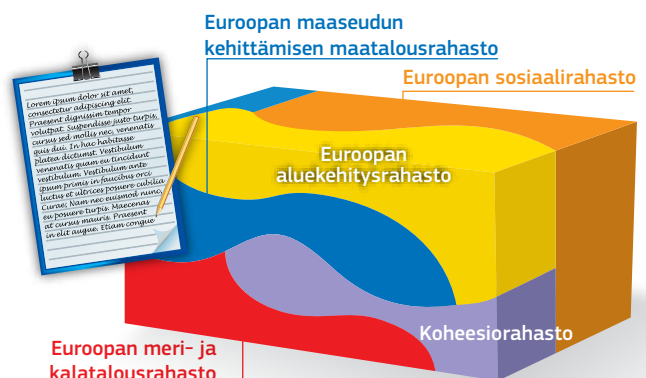 Euroopan maaseudun
kehittämisen maatalousrahasto
Euroopan sosiaalirahasto
Lorem ipsum dolor sit amet,
consectetur adipiscing elit.
Praesent dignissim tempor
volutpat. Suspendisse justo turpis,
cursus sed mollis nec, venenatis
quis dui. In hac habitasse
platea dictumst. Vestibulum
venenatis quam eu tincidunt
vestibulum. Vestibulum ante
ipsum primis in faucibus orci
luctus et ultrices posuere cubilia
Curae; Nam nec euismod nunc,
eu posuere turpis. Maecenas
at cursus mauris. Praesent
in elit augue. Etiam congue
Euroopan
aluekehitysrahasto
Koheesiorahasto
Euroopan meri- ja
kalatalousrahasto